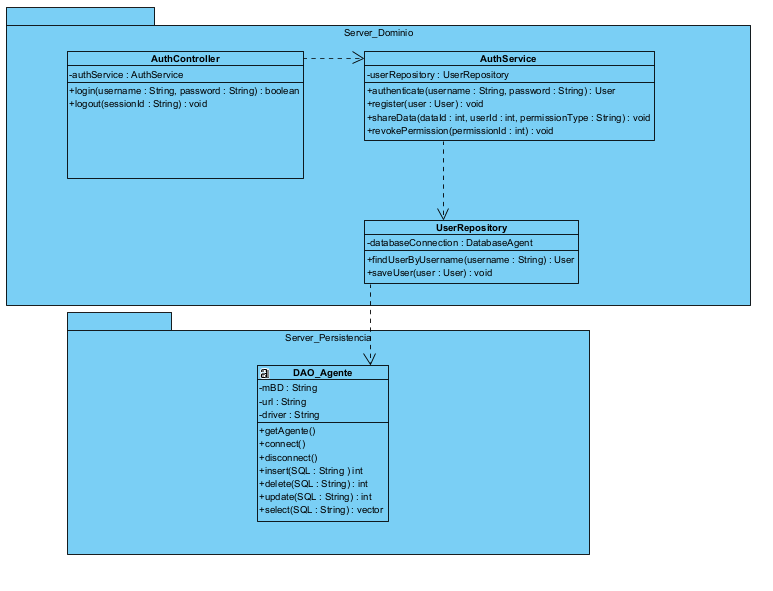 Server_Dominio
AuthController
-authService : AuthService
+login(username : String, password : String) : boolean
+logout(sessionId : String) : void
AuthService
-userRepository : UserRepository
+authenticate(username : String, password : String) : User
+register(user : User) : void
+shareData(dataId : int, userId : int, permissionType : String) : void
+revokePermission(permissionId : int) : void
UserRepository
-databaseConnection : DatabaseAgent
+findUserByUsername(username : String) : User
+saveUser(user : User) : void
Server_Persistencia
a DAO_Agente
-mBD : String
-url : String
-driver : String
+getAgente()
+connect()
+disconnect()
+insert(SQL : String ) int
+delete(SQL : String) : int
+update(SQL : String) : int
+select(SQL : String) : vector